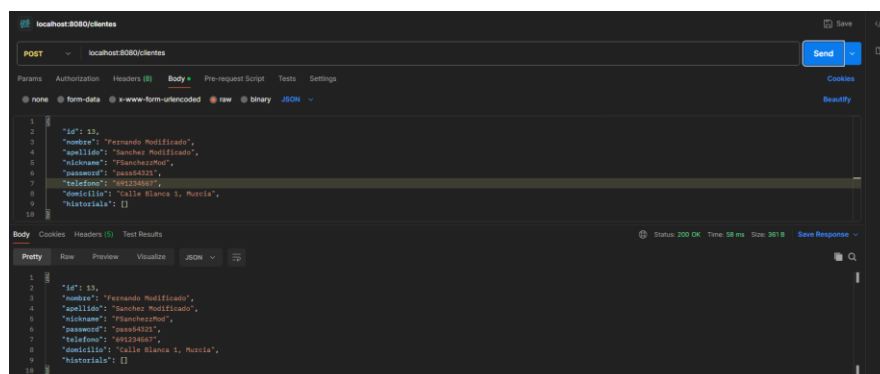 localhost:8080/clientes
Save
POST localhost:8080/clientes Send
Params Authorization Headers (8) Body Pre-request Script Tests Settings Cookies
none form-data x-www-form-urlencoded raw binary JSON Beautify
1 {
2 "id": 13,
3 "nombre": "Fernando Modificado",
4 "apellido": "Sanchez Modificado",
5 "nickname": "FSanchezzMod",
6 "password": "pass54321",
7 "telefono": "691234567",
8 "domicilio": "Calle Blanca 1, Murcia",
9 "historials": []
10 }
Body Cookies Headers (5) Test Results Status: 200 OK Time: 58 ms Size: 361 B Save Response
Pretty Raw Preview Visualize JSON
1 {
2 "id": 13,
3 "nombre": "Fernando Modificado",
4 "apellido": "Sanchez Modificado",
5 "nickname": "FSanchezzMod",
6 "password": "pass54321",
7 "telefono": "691234567",
8 "domicilio": "Calle Blanca 1, Murcia",
9 "historials": []
10 }